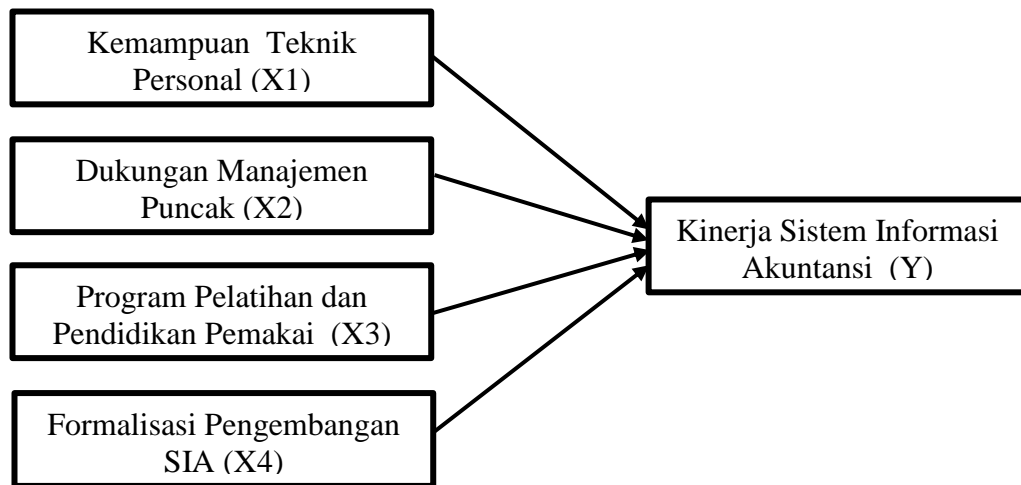 Kemampuan Teknik
Personal (X1)
Dukungan Manajemen
Puncak (X2)
Program Pelatihan dan
Pendidikan Pemakai (X3)
Formalisasi Pengembangan
SIA (X4)
Kinerja Sistem Informasi
Akuntansi (Y)